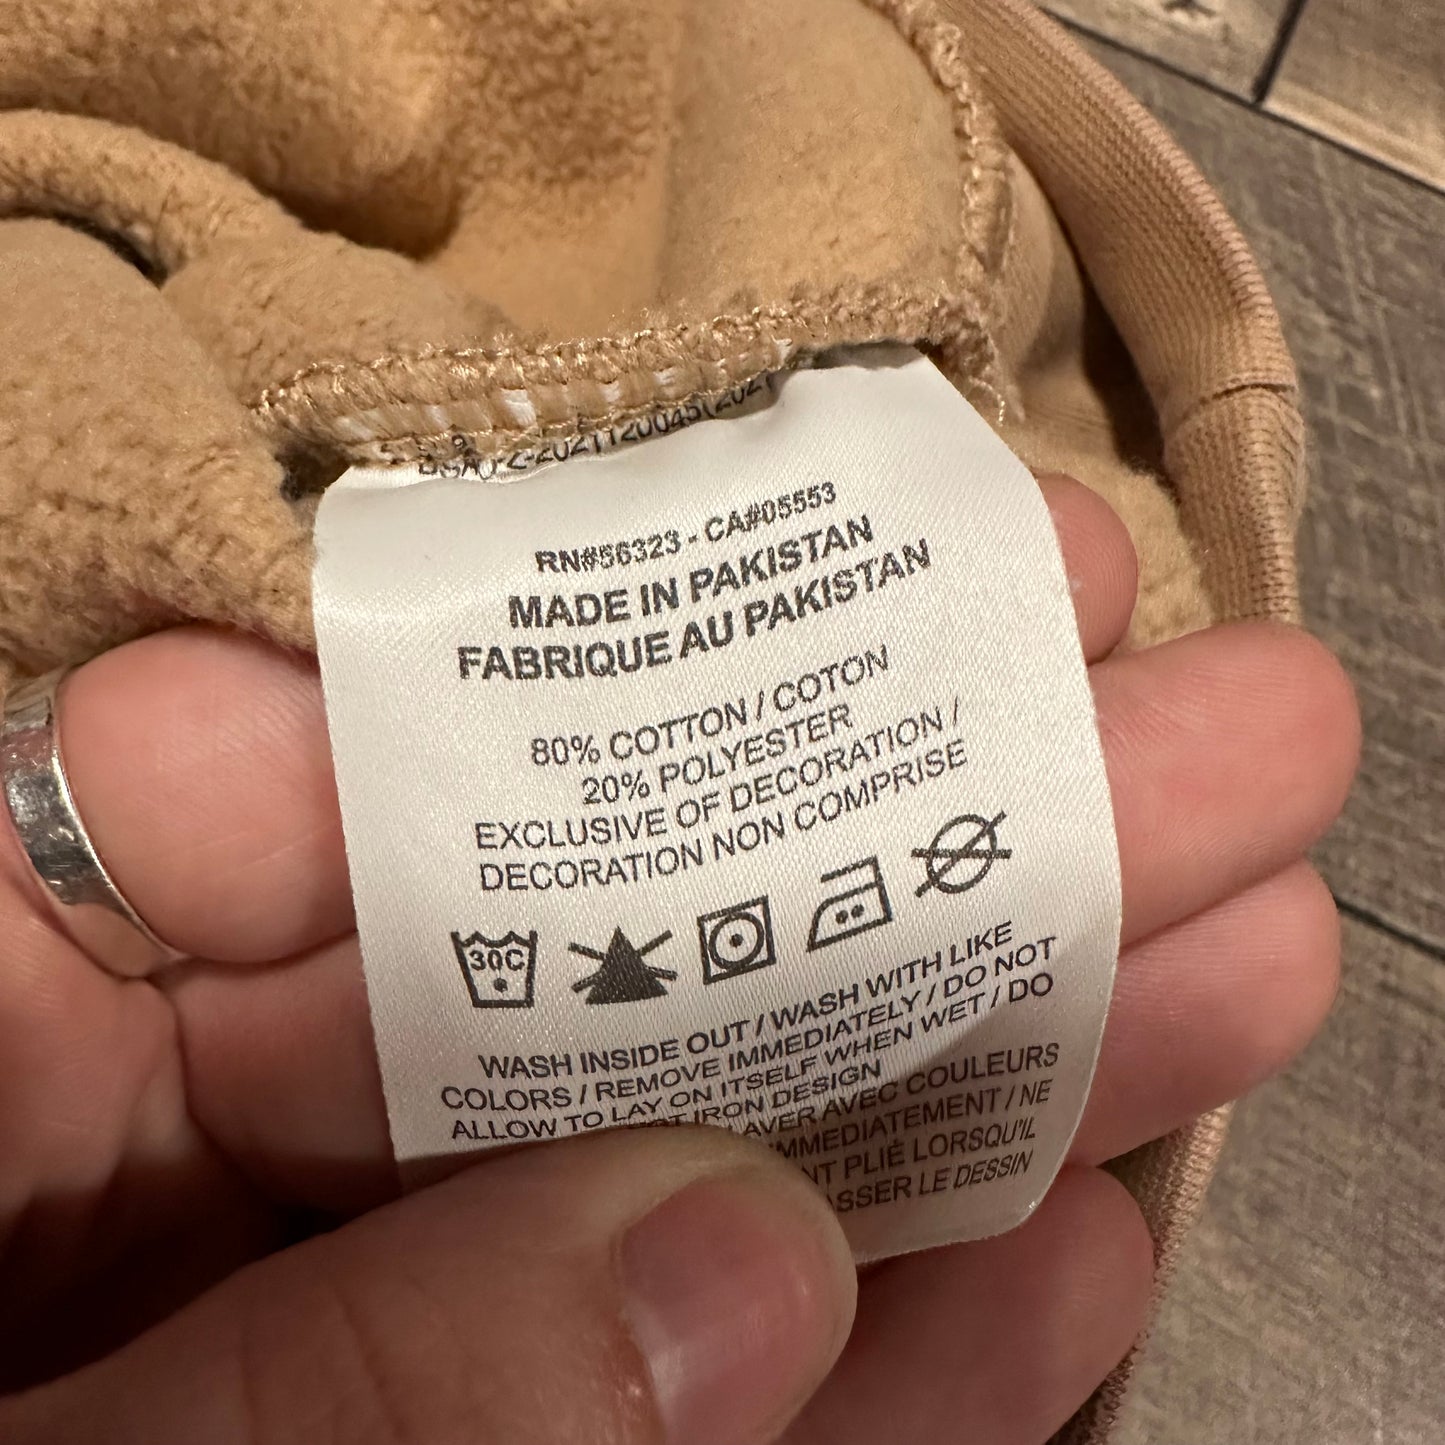 RN#56323 - CA#05553
MADE IN PAKISTAN
FABRIQUE AU PAKISTAN
80% COTTON / COTON
20% POLYESTER
EXCLUSIVE OF DECORATION /
DECORATION NON COMPRISE
30C
WASH INSIDE OUT / WASH WITH LIKE
COLORS / REMOVE IMMEDIATELY / DO NOT
ALLOW TO LAY ON ITSELF WHEN WET / DO
IRON DESIGN
AVEC COULEURS
/ NE
PLIÉ LORSQU'IL
LE DESSIN